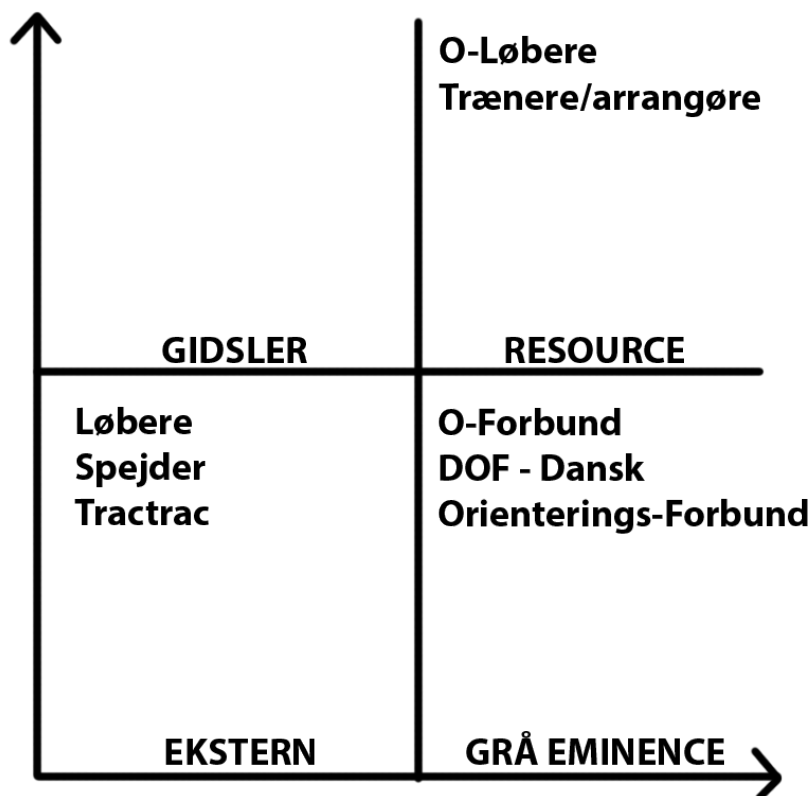 O-Løbere
Trænere/arrangøre
GIDSLER
RESOURCE
Løbere
Spejder
Tractrac
O-Forbund
DOF - Dansk
Orienterings-Forbund
EKSTERN
GRÅ EMINENCE